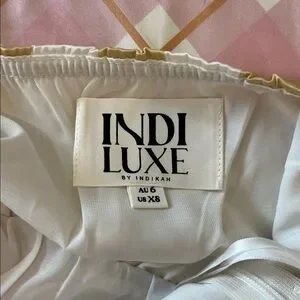 INDI
LUXE
BY INDIKAH
AU 6
US XS